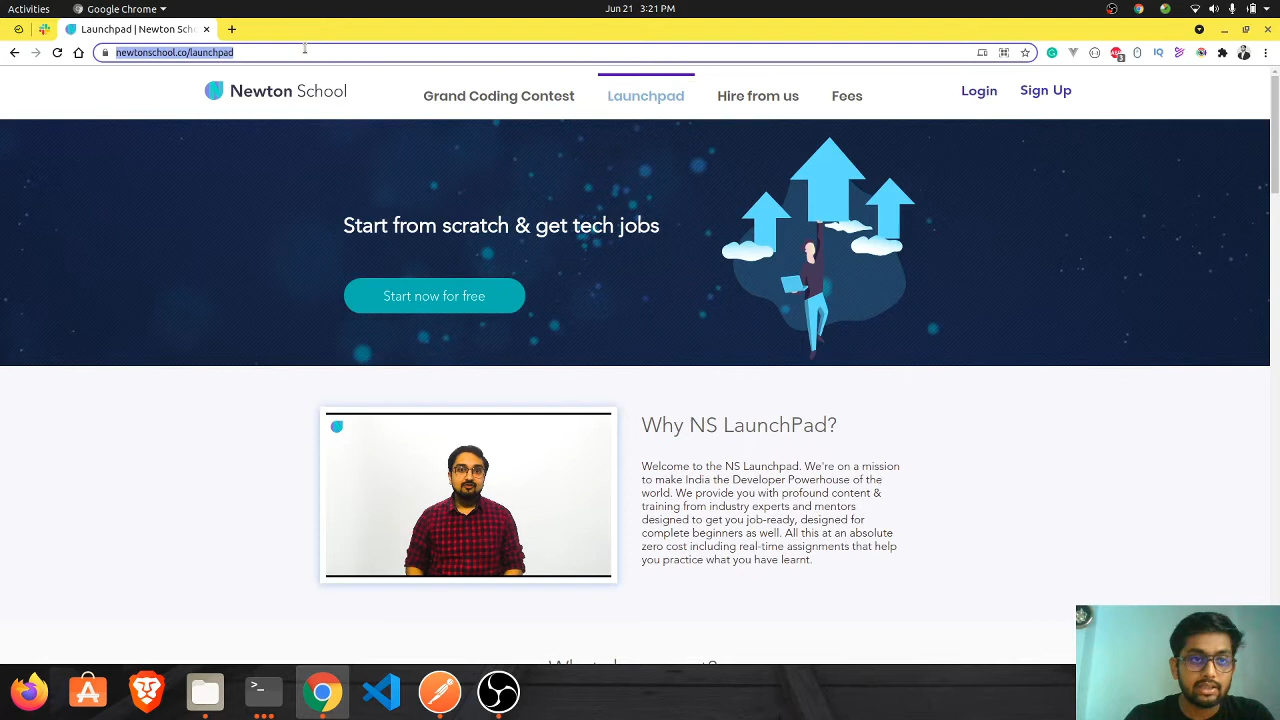 Activities
Google Chrome
Jun 21 3:21 PM
Launchpad | Newton Scho
newtonschool.co/launchpad
3
IQ
Newton School
Grand Coding Contest
Launchpad
Hire from us
Fees
Login
Sign Up
Start from scratch & get tech jobs
Start now for free
Why NS LaunchPad?
Welcome to the NS Launchpad. We're on a mission
to make India the Developer Powerhouse of the
world. We provide you with profound content &
training from industry experts and mentors
designed to get you job-ready, designed for
complete beginners as well. All this at an absolute
zero cost including real-time assignments that help
you practice what you have learnt.